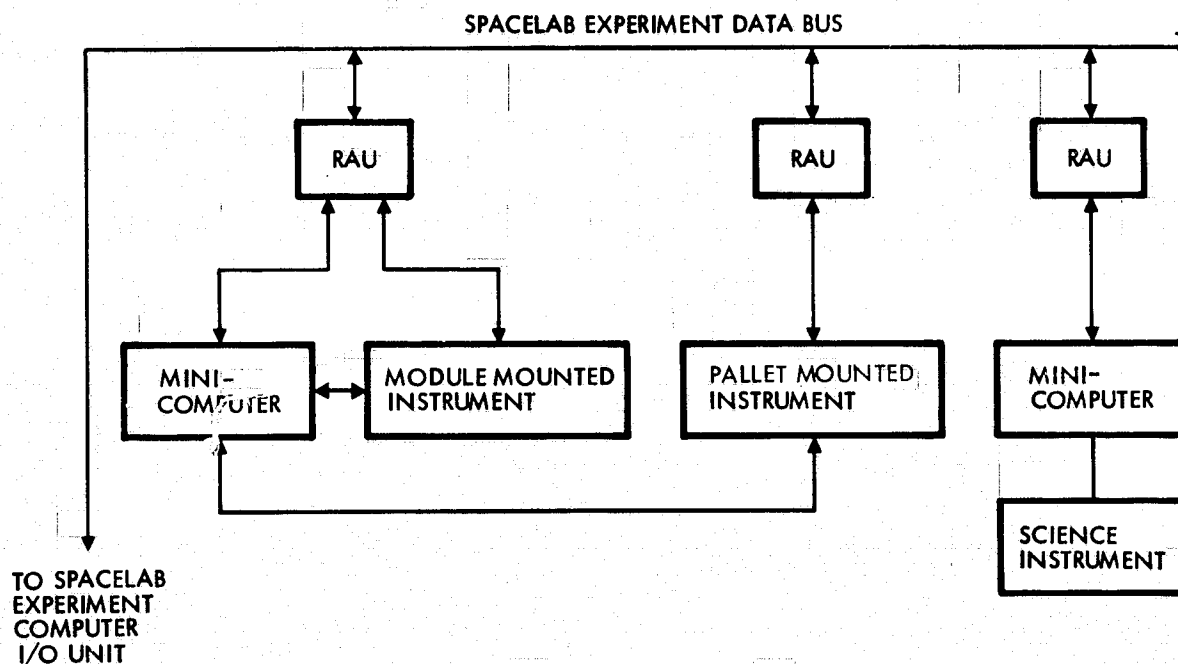 SPACELAB EXPERIMENT DATA BUS
RAU
RAU
RAU
MINI-
COMPUTER
MODULE MOUNTED
INSTRUMENT
PALLET MOUNTED
INSTRUMENT
MINI-
COMPUTER
SCIENCE
INSTRUMENT
TO SPACELAB
EXPERIMENT
COMPUTER
I/O UNIT